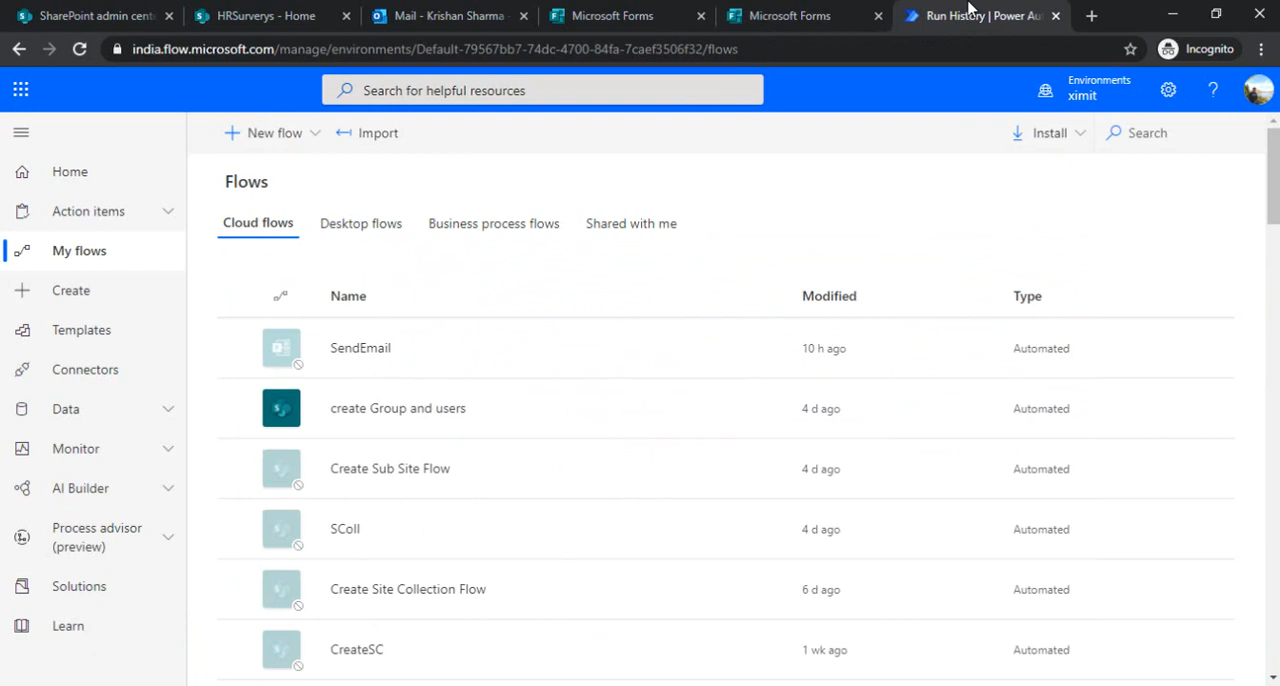 SharePoint admin cent
HRSurverys - Home
Mail - Krishan Sharma -
Microsoft Forms
Microsoft Forms
Run History | Power Au
india.flow.microsoft.com/manage/environments/Default-79567bb7-74dc-4700-84fa-7caef3506f32/flows
Incognito
Search for helpful resources
Environments
ximit
New flow
Import
Install
Search
Home
Action items
My flows
Create
Templates
Connectors
Data
Monitor
AI Builder
Process advisor
(preview)
Solutions
Learn
Flows
Cloud flows
Desktop flows
Business process flows
Shared with me
Name Modified Type
SendEmail 10 h ago Automated
create Group and users 4 d ago Automated
Create Sub Site Flow 4 d ago Automated
SColl 4 d ago Automated
Create Site Collection Flow 6 d ago Automated
CreateSC 1 wk ago Automated